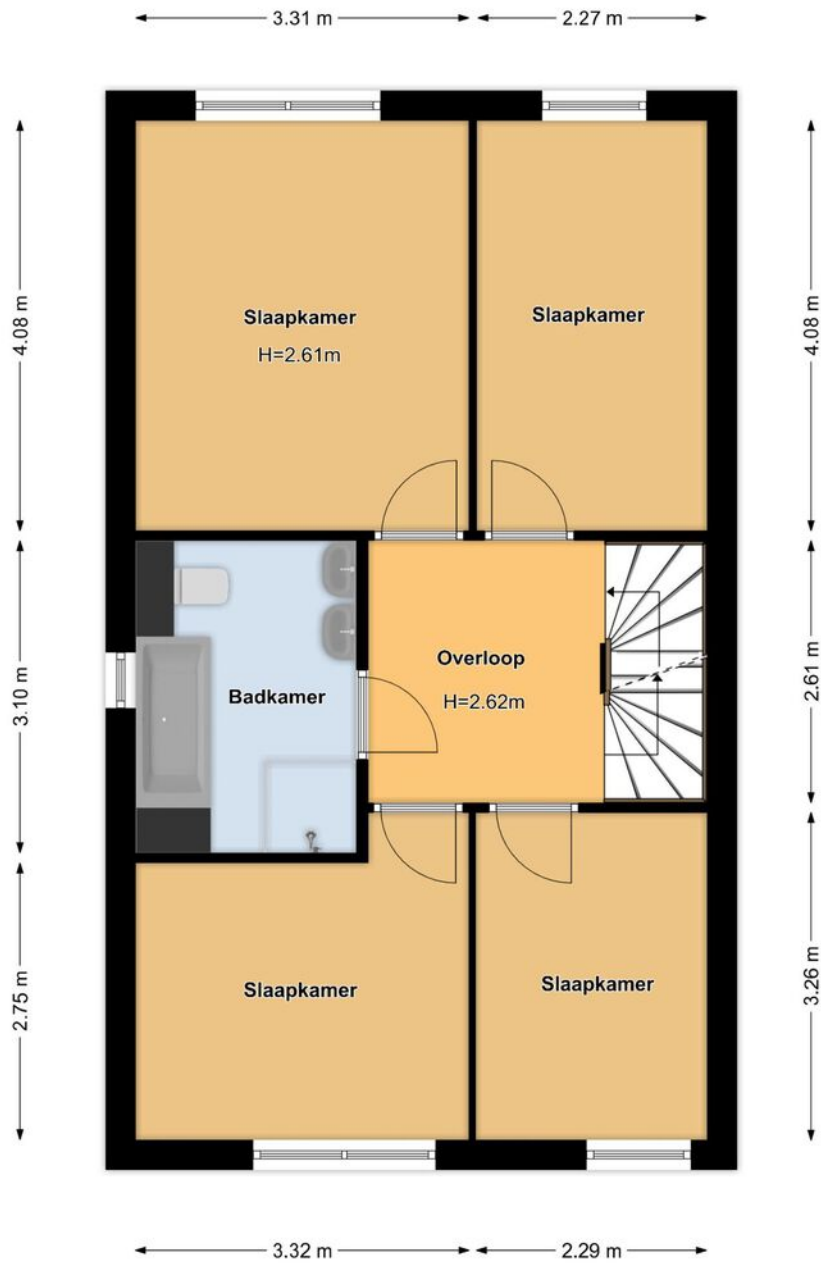 3.31 m
2.27 m
4.08 m
4.08 m
Slaapkamer
H=2.61m
Slaapkamer
3.10 m
2.61 m
Badkamer
Overloop
H=2.62m
2.75 m
3.26 m
Slaapkamer
Slaapkamer
3.32 m
2.29 m